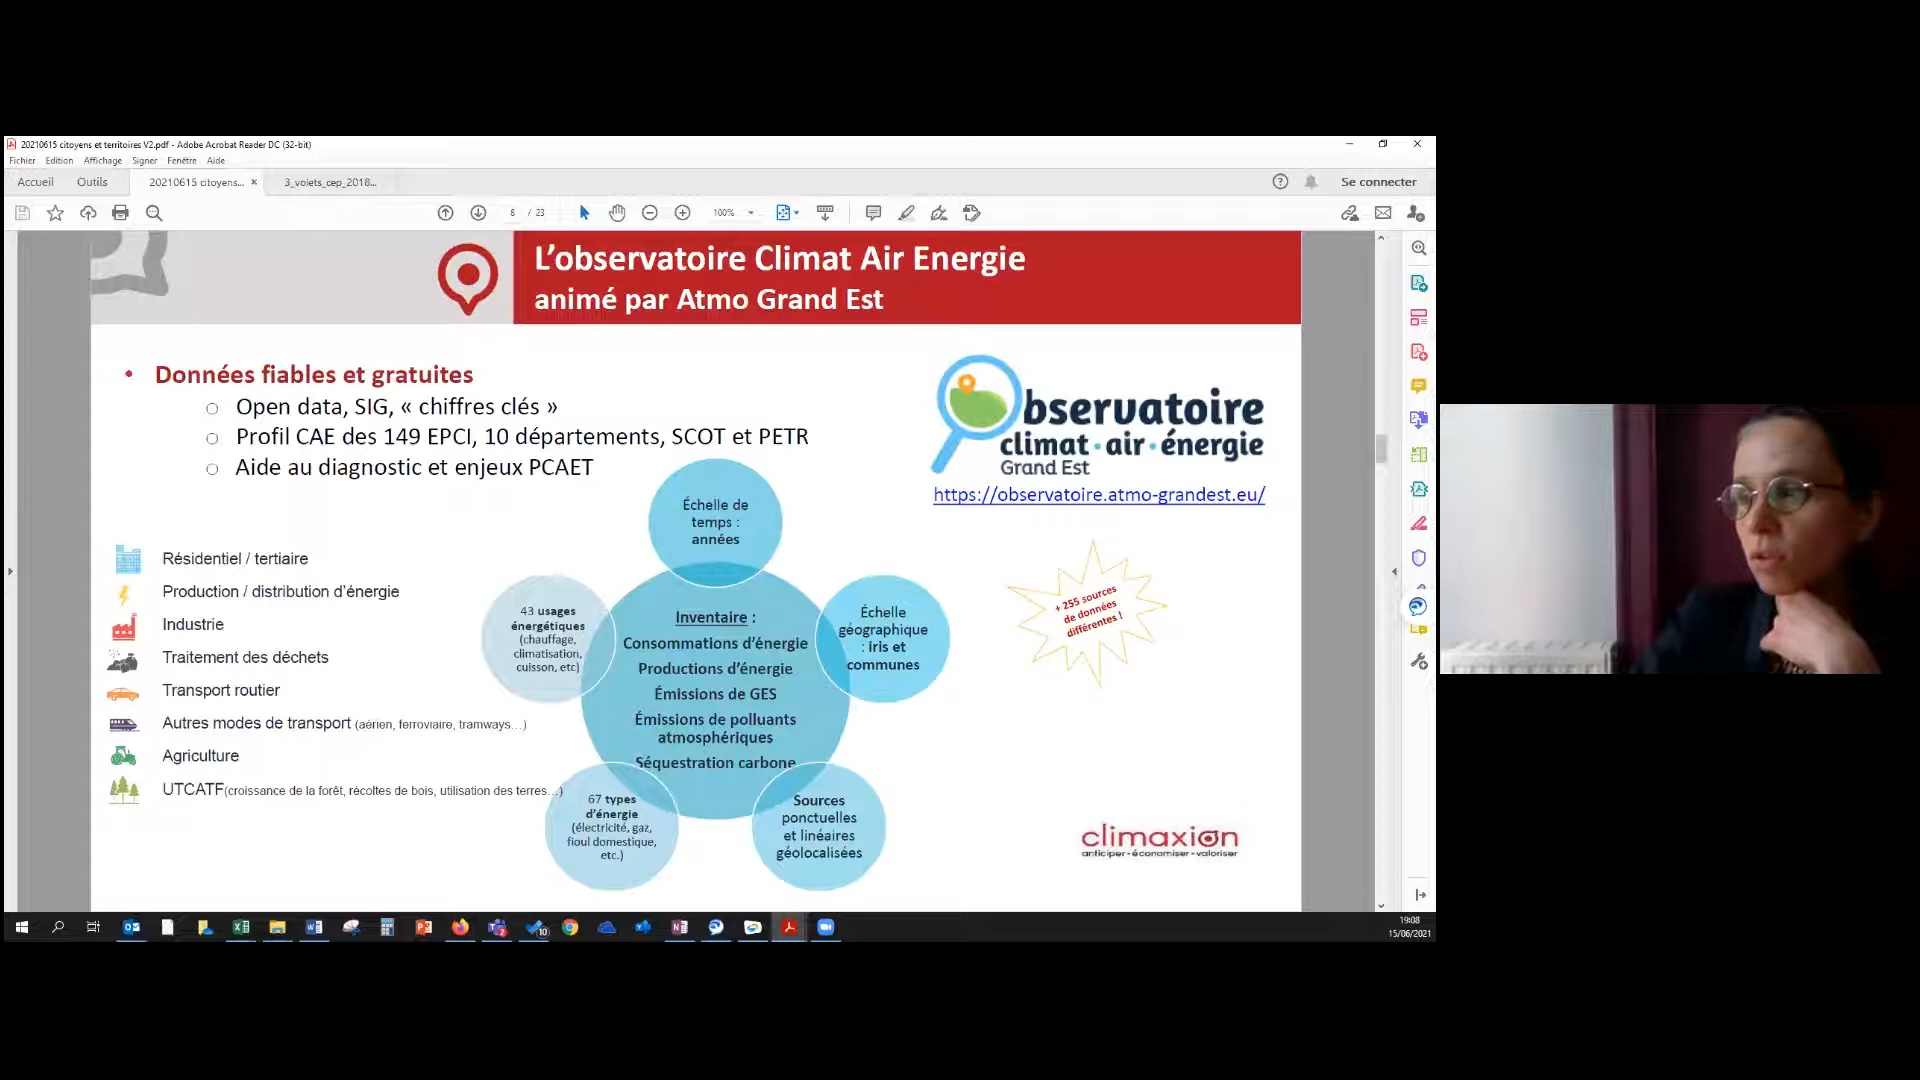 20210615 citoyens et territoires V2.pdf - Adobe Acrobat Reader DC (32-bit)
Fichier Edition Affichage Signer Fenêtre Aide
Accueil Outils 20210615 citoyens... × 3_volets_cep_2018... Se connecter
8 / 23 100%
L’observatoire Climat Air Energie
animé par Atmo Grand Est
• Données fiables et gratuites
Open data, SIG, « chiffres clés »
Profil CAE des 149 EPCI, 10 départements, SCOT et PETR
Aide au diagnostic et enjeux PCAET
bservatoire
climat·air·énergie
Grand Est
https://observatoire.atmo-grandest.eu/
Résidentiel / tertiaire
Production / distribution d’énergie
Industrie
Traitement des déchets
Transport routier
Autres modes de transport (aérien, ferroviaire, tramways…)
Agriculture
UTCATF(croissance de la forêt, récoltes de bois, utilisation des terres…)
Échelle de
temps :
années
43 usages
énergétiques
(chauffage,
climatisation,
cuisson, etc)
Inventaire :
Consommations d’énergie
Productions d’énergie
Émissions de GES
Émissions de polluants
atmosphériques
Séquestration carbone
Échelle
géographique
: iris et
communes
67 types
d’énergie
(électricité, gaz,
fioul domestique,
etc.)
Sources
ponctuelles
et linéaires
géolocalisées
+ 255 sources
de données
différentes !
climaxion
anticiper • économiser • valoriser
19:08
15/06/2021